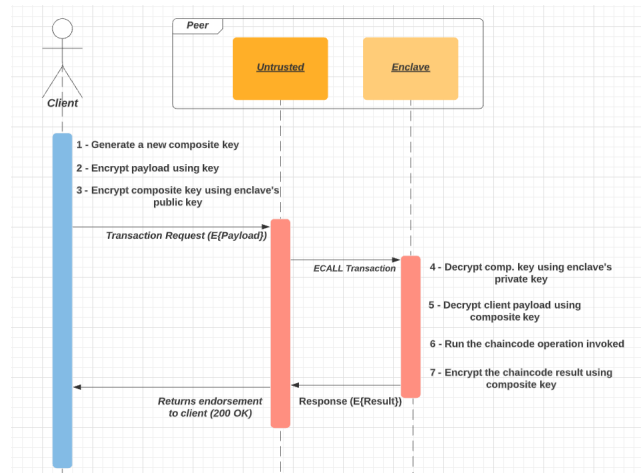 Peer
Untrusted
Enclave
Client
1 - Generate a new composite key
2 - Encrypt payload using key
3 - Encrypt composite key using enclave's
public key
Transaction Request (E{Payload})
ECALL Transaction
4 - Decrypt comp. key using enclave's
private key
5 - Decrypt client payload using
composite key
6 - Run the chaincode operation invoked
7 - Encrypt the chaincode result using
composite key
Returns endorsement
to client (200 OK)
Response (E{Result})